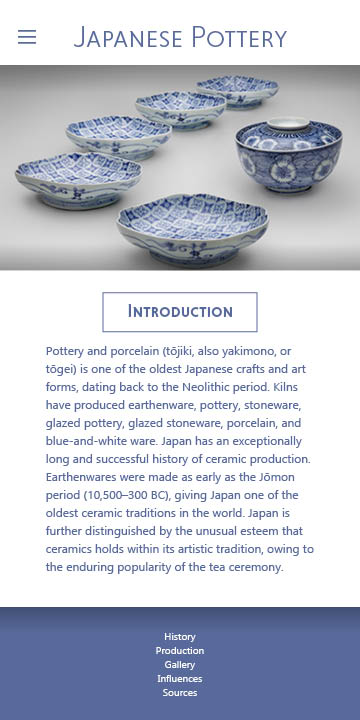 Japanese Pottery
Introduction
Pottery and porcelain (tōjiki, also yakimono, or
tōgei) is one of the oldest Japanese crafts and art
forms, dating back to the Neolithic period. Kilns
have produced earthenware, pottery, stoneware,
glazed pottery, glazed stoneware, porcelain, and
blue-and-white ware. Japan has an exceptionally
long and successful history of ceramic production.
Earthenwares were made as early as the Jōmon
period (10,500–300 BC), giving Japan one of the
oldest ceramic traditions in the world. Japan is
further distinguished by the unusual esteem that
ceramics holds within its artistic tradition, owing to
the enduring popularity of the tea ceremony.
History
Production
Gallery
Influences
Sources